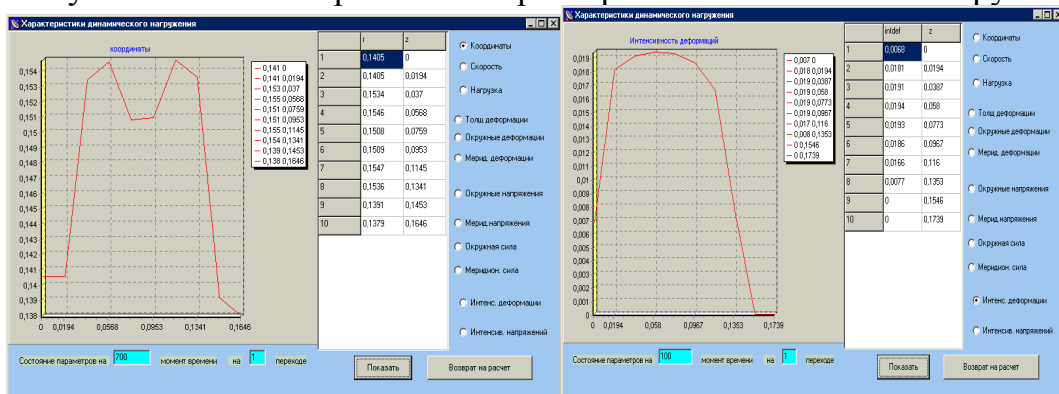 Характеристики динамического нагружения
координаты
0,154
0,153
0,152
0,151
0,15
0,149
0,148
0,147
0,146
0,145
0,144
0,143
0,142
0,141
0,14
0,139
0,138
0 0,0194 0,0568 0,0953 0,1341 0,1646
0,141 0
0,141 0,0194
0,153 0,037
0,155 0,0568
0,151 0,0759
0,151 0,0953
0,155 0,1145
0,154 0,1341
0,139 0,1453
0,138 0,1646
r z
1 0,1405 0
2 0,1405 0,0194
3 0,1534 0,037
4 0,1546 0,0568
5 0,1508 0,0759
6 0,1509 0,0953
7 0,1547 0,1145
8 0,1536 0,1341
9 0,1391 0,1453
10 0,1379 0,1646
Координаты
Скорость
Нагрузка
Толщ.деформации
Окружные деформации
Мерид. деформации
Окружные напряжения
Мерид.напряжения
Окружная сила
Меридион. сила
Интенс. деформации
Интенсив. напряжений
Состояние параметров на 700 момент времени на 1 переходе
Показать
Возврат на расчет
Характеристики динамического нагружения
Интенсивность деформаций
0,019
0,018
0,017
0,016
0,015
0,014
0,013
0,012
0,011
0,01
0,009
0,008
0,007
0,006
0,005
0,004
0,003
0,002
0,001
0
0 0,0194 0,058 0,0967 0,1353 0,1739
0,007 0
0,018 0,0194
0,019 0,0387
0,019 0,058
0,019 0,0773
0,019 0,0967
0,017 0,116
0,008 0,1353
0 0,1546
0 0,1739
intdef z
1 0,0068 0
2 0,0181 0,0194
3 0,0191 0,0387
4 0,0194 0,058
5 0,0193 0,0773
6 0,0186 0,0967
7 0,0166 0,116
8 0,0077 0,1353
9 0 0,1546
10 0 0,1739
Координаты
Скорость
Нагрузка
Толщ.деформации
Окружные деформации
Мерид. деформации
Окружные напряжения
Мерид.напряжения
Окружная сила
Меридион. сила
Интенс. деформации
Интенсив. напряжений
Состояние параметров на 100 момент времени на 1 переходе
Показать
Возврат на расчет